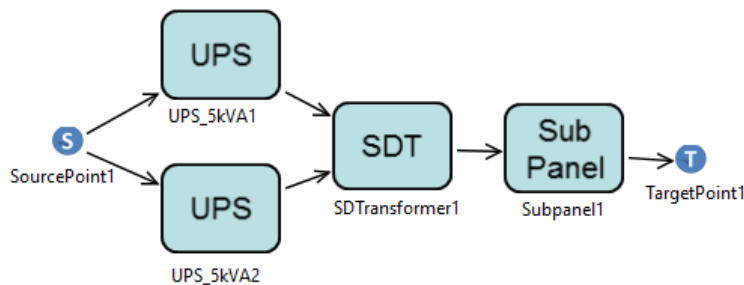 UPS
UPS_5kVA1
S
SourcePoint1
UPS
UPS_5kVA2
SDT
SDTransformer1
Sub
Panel
Subpanel1
T
TargetPoint1